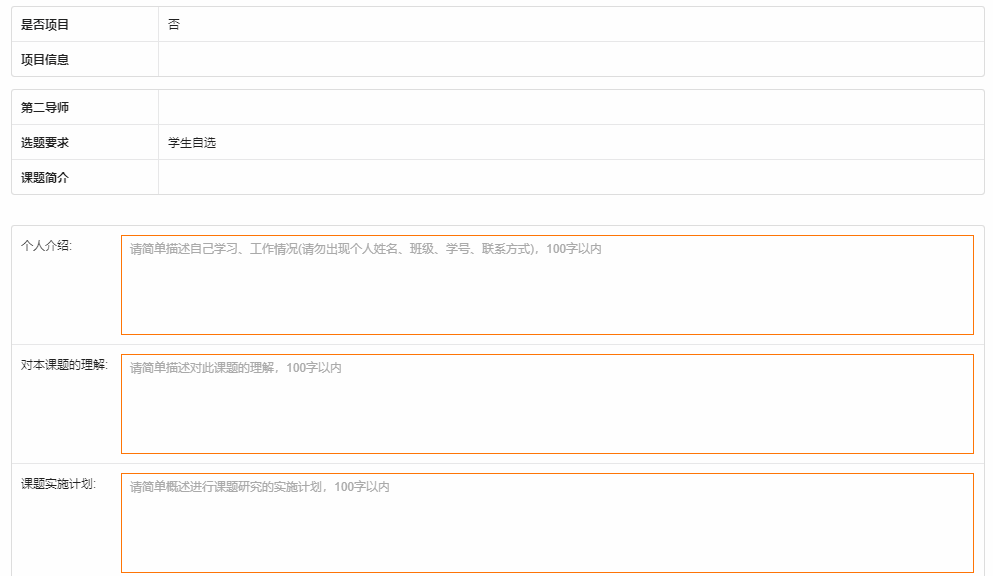 是否项目 否
项目信息
第二导师
选题要求 学生自选
课题简介
个人介绍: 请简单描述自己学习、工作情况(请勿出现个人姓名、班级、学号、联系方式)，100字以内
对本课题的理解: 请简单描述对此课题的理解，100字以内
课题实施计划: 请简单概述进行课题研究的实施计划，100字以内